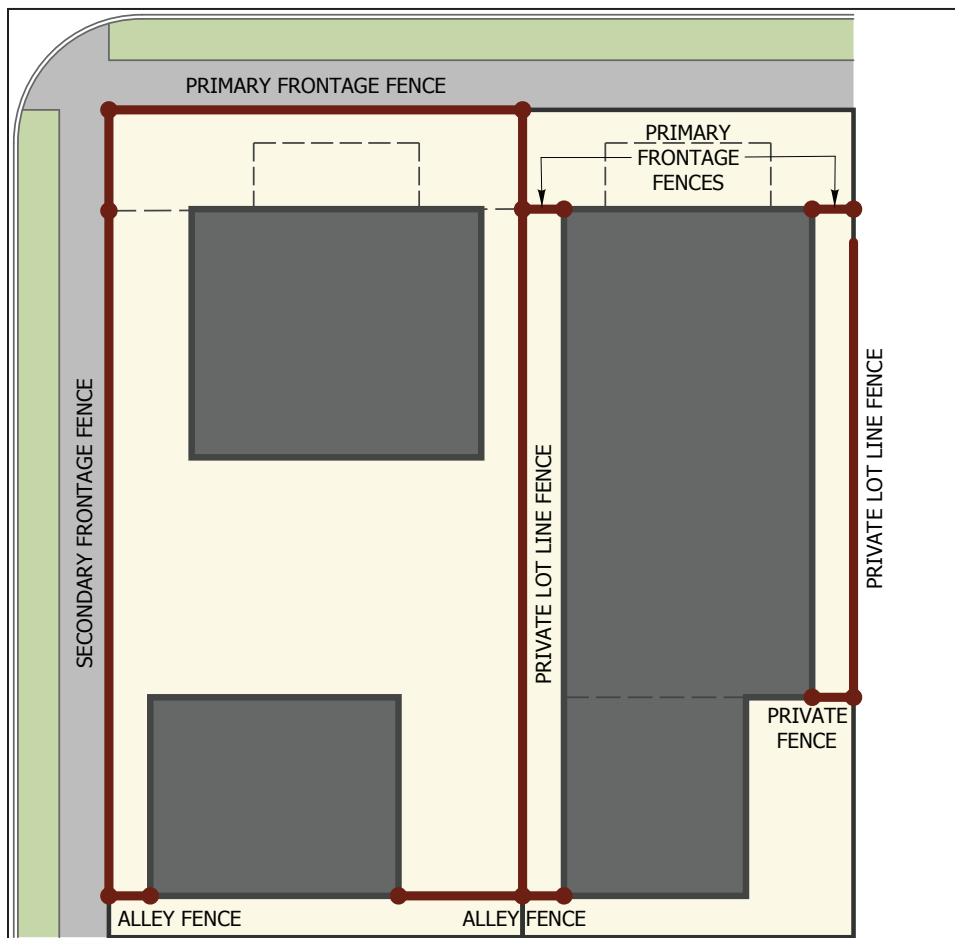 PRIMARY FRONTAGE FENCE
PRIMARY
FRONTAGE
FENCES
SECONDARY FRONTAGE FENCE
PRIVATE LOT LINE FENCE
PRIVATE LOT LINE FENCE
PRIVATE
FENCE
ALLEY FENCE
ALLEY FENCE